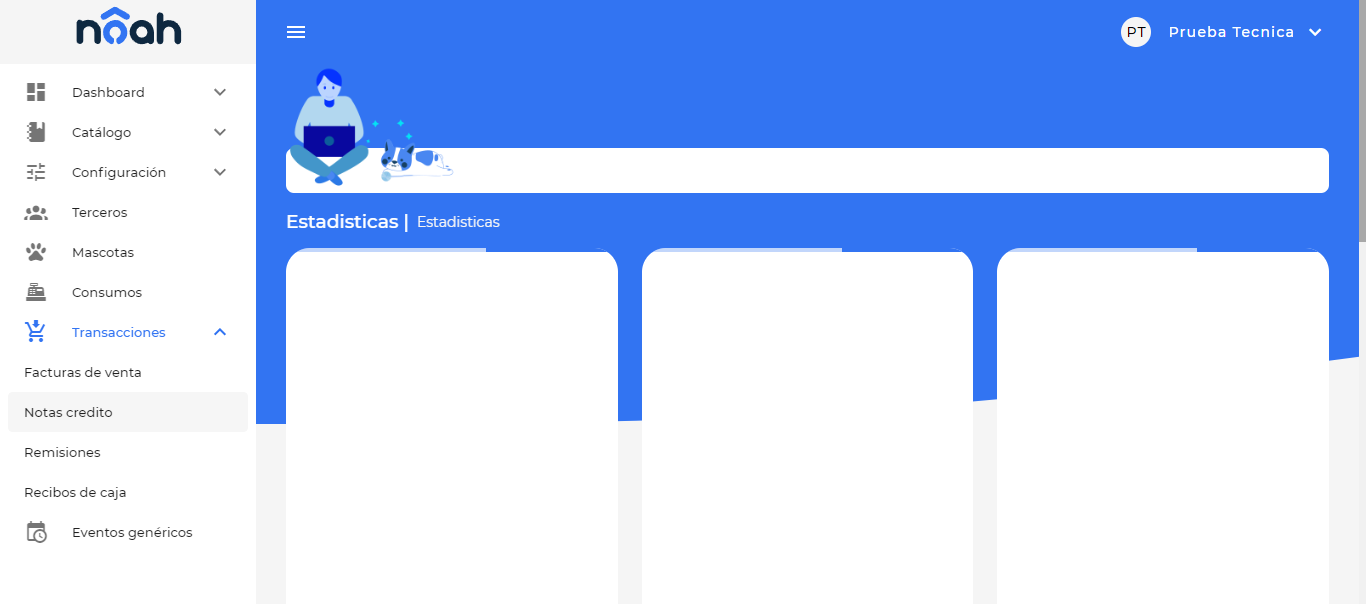 nôah
Dashboard
Catálogo
Configuración
Terceros
Mascotas
Consumos
Transacciones
Facturas de venta
Notas credito
Remisiones
Recibos de caja
Eventos genéricos
PT Prueba Tecnica
Estadisticas | Estadisticas